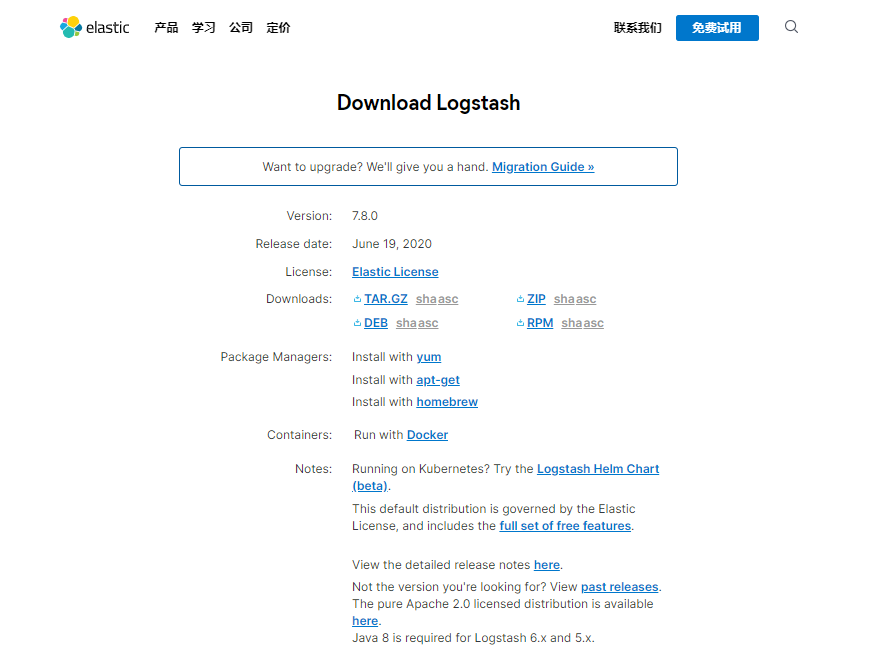 elastic 产品 学习 公司 定价 联系我们 免费试用
Download Logstash
Want to upgrade? We'll give you a hand. Migration Guide »
Version: 7.8.0
Release date: June 19, 2020
License: Elastic License
Downloads: TAR.GZ sha asc ZIP sha asc
DEB sha asc RPM sha asc
Package Managers: Install with yum
Install with apt-get
Install with homebrew
Containers: Run with Docker
Notes: Running on Kubernetes? Try the Logstash Helm Chart
(beta).
This default distribution is governed by the Elastic
License, and includes the full set of free features.
View the detailed release notes here.
Not the version you're looking for? View past releases.
The pure Apache 2.0 licensed distribution is available
here.
Java 8 is required for Logstash 6.x and 5.x.